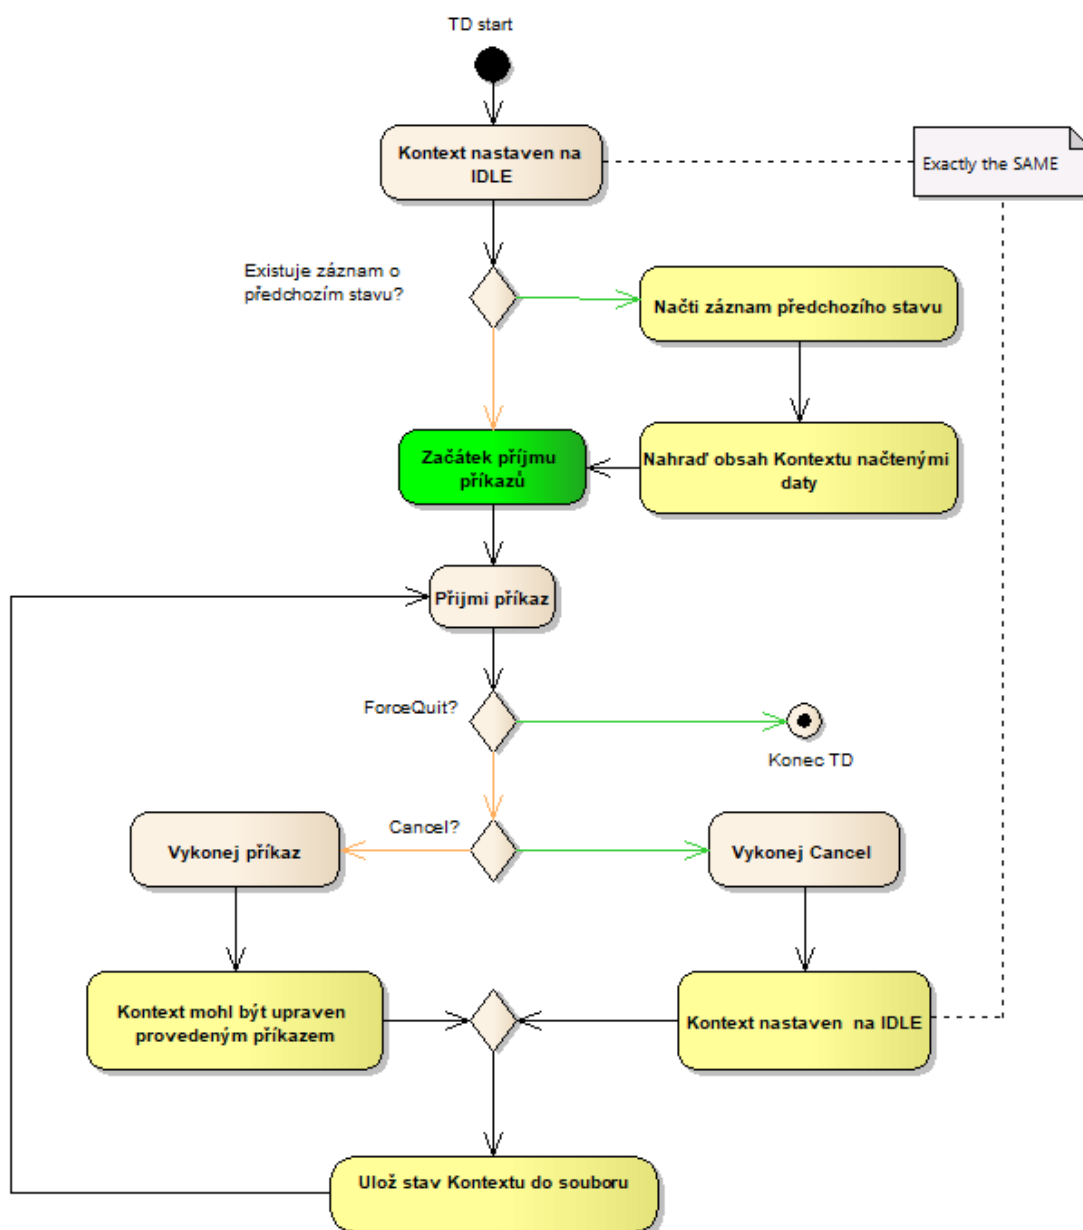 TD start
Kontext nastaven na
IDLE
Exactly the SAME
Existuje záznam o
předchozím stavu?
Načti záznam předchozího stavu
Začátek příjmu
příkazů
Nahraď obsah Kontextu načtenými
daty
Přijmi příkaz
ForceQuit?
Konec TD
Cancel?
Vykonej příkaz
Vykonej Cancel
Kontext mohl být upraven
provedeným příkazem
Kontext nastaven  na IDLE
Ulož stav Kontextu do souboru